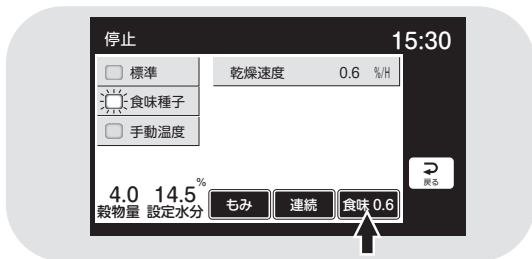 停止 15:30
標準
乾燥速度 0.6 %/H
食味種子
手動温度
戻る
4.0 14.5 %
穀物量 設定水分
もみ 連続 食味 0.6